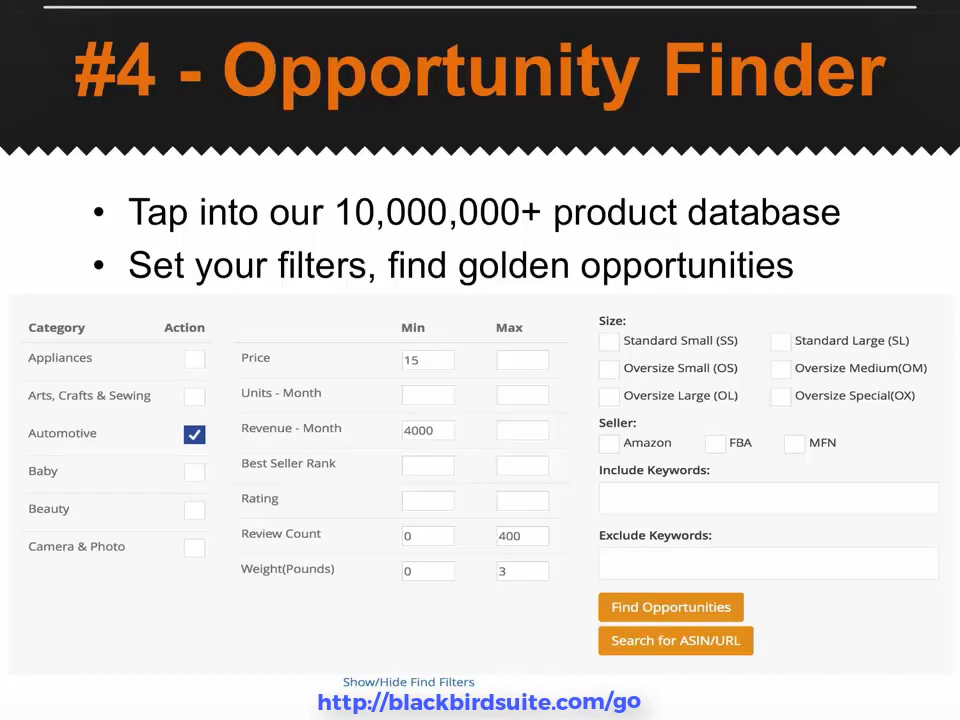 #4 - Opportunity Finder
• Tap into our 10,000,000+ product database
• Set your filters, find golden opportunities
Category Action
Appliances
Arts, Crafts & Sewing
Automotive
Baby
Beauty
Camera & Photo
Min Max
Price 15
Units - Month
Revenue - Month 4000
Best Seller Rank
Rating
Review Count 0 400
Weight(Pounds) 0 3
Size:
Standard Small (SS) Standard Large (SL)
Oversize Small (OS) Oversize Medium(OM)
Oversize Large (OL) Oversize Special(OX)
Seller:
Amazon FBA MFN
Include Keywords:
Exclude Keywords:
Find Opportunities
Search for ASIN/URL
Show/Hide Find Filters
http://blackbirdsuite.com/go